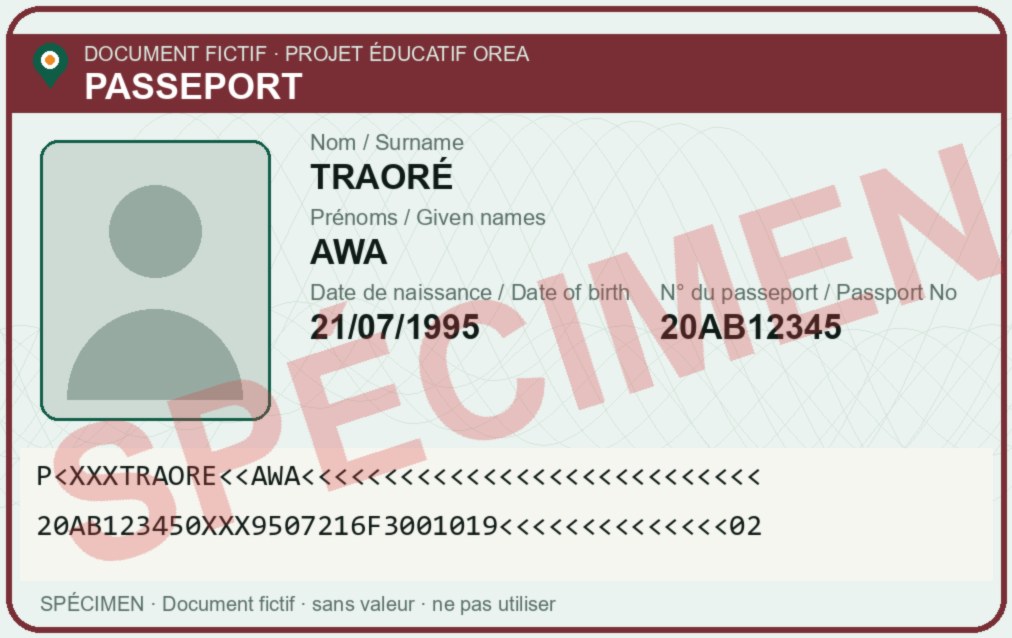 DOCUMENT FICTIF · PROJET ÉDUCATIF OREA
PASSEPORT
Nom / Surname
TRAORÉ
Prénoms / Given names
AWA
Date de naissance / Date of birth N° du passeport / Passport No
21/07/1995 20AB12345
SPÉCIMEN
P<XXXTRAORE<<AWA<<<<<<<<<<<<<<<<<<<<<<<<<<<<
20AB123450XXX9507216F3001019<<<<<<<<<<<<<<02
SPÉCIMEN · Document fictif · sans valeur · ne pas utiliser